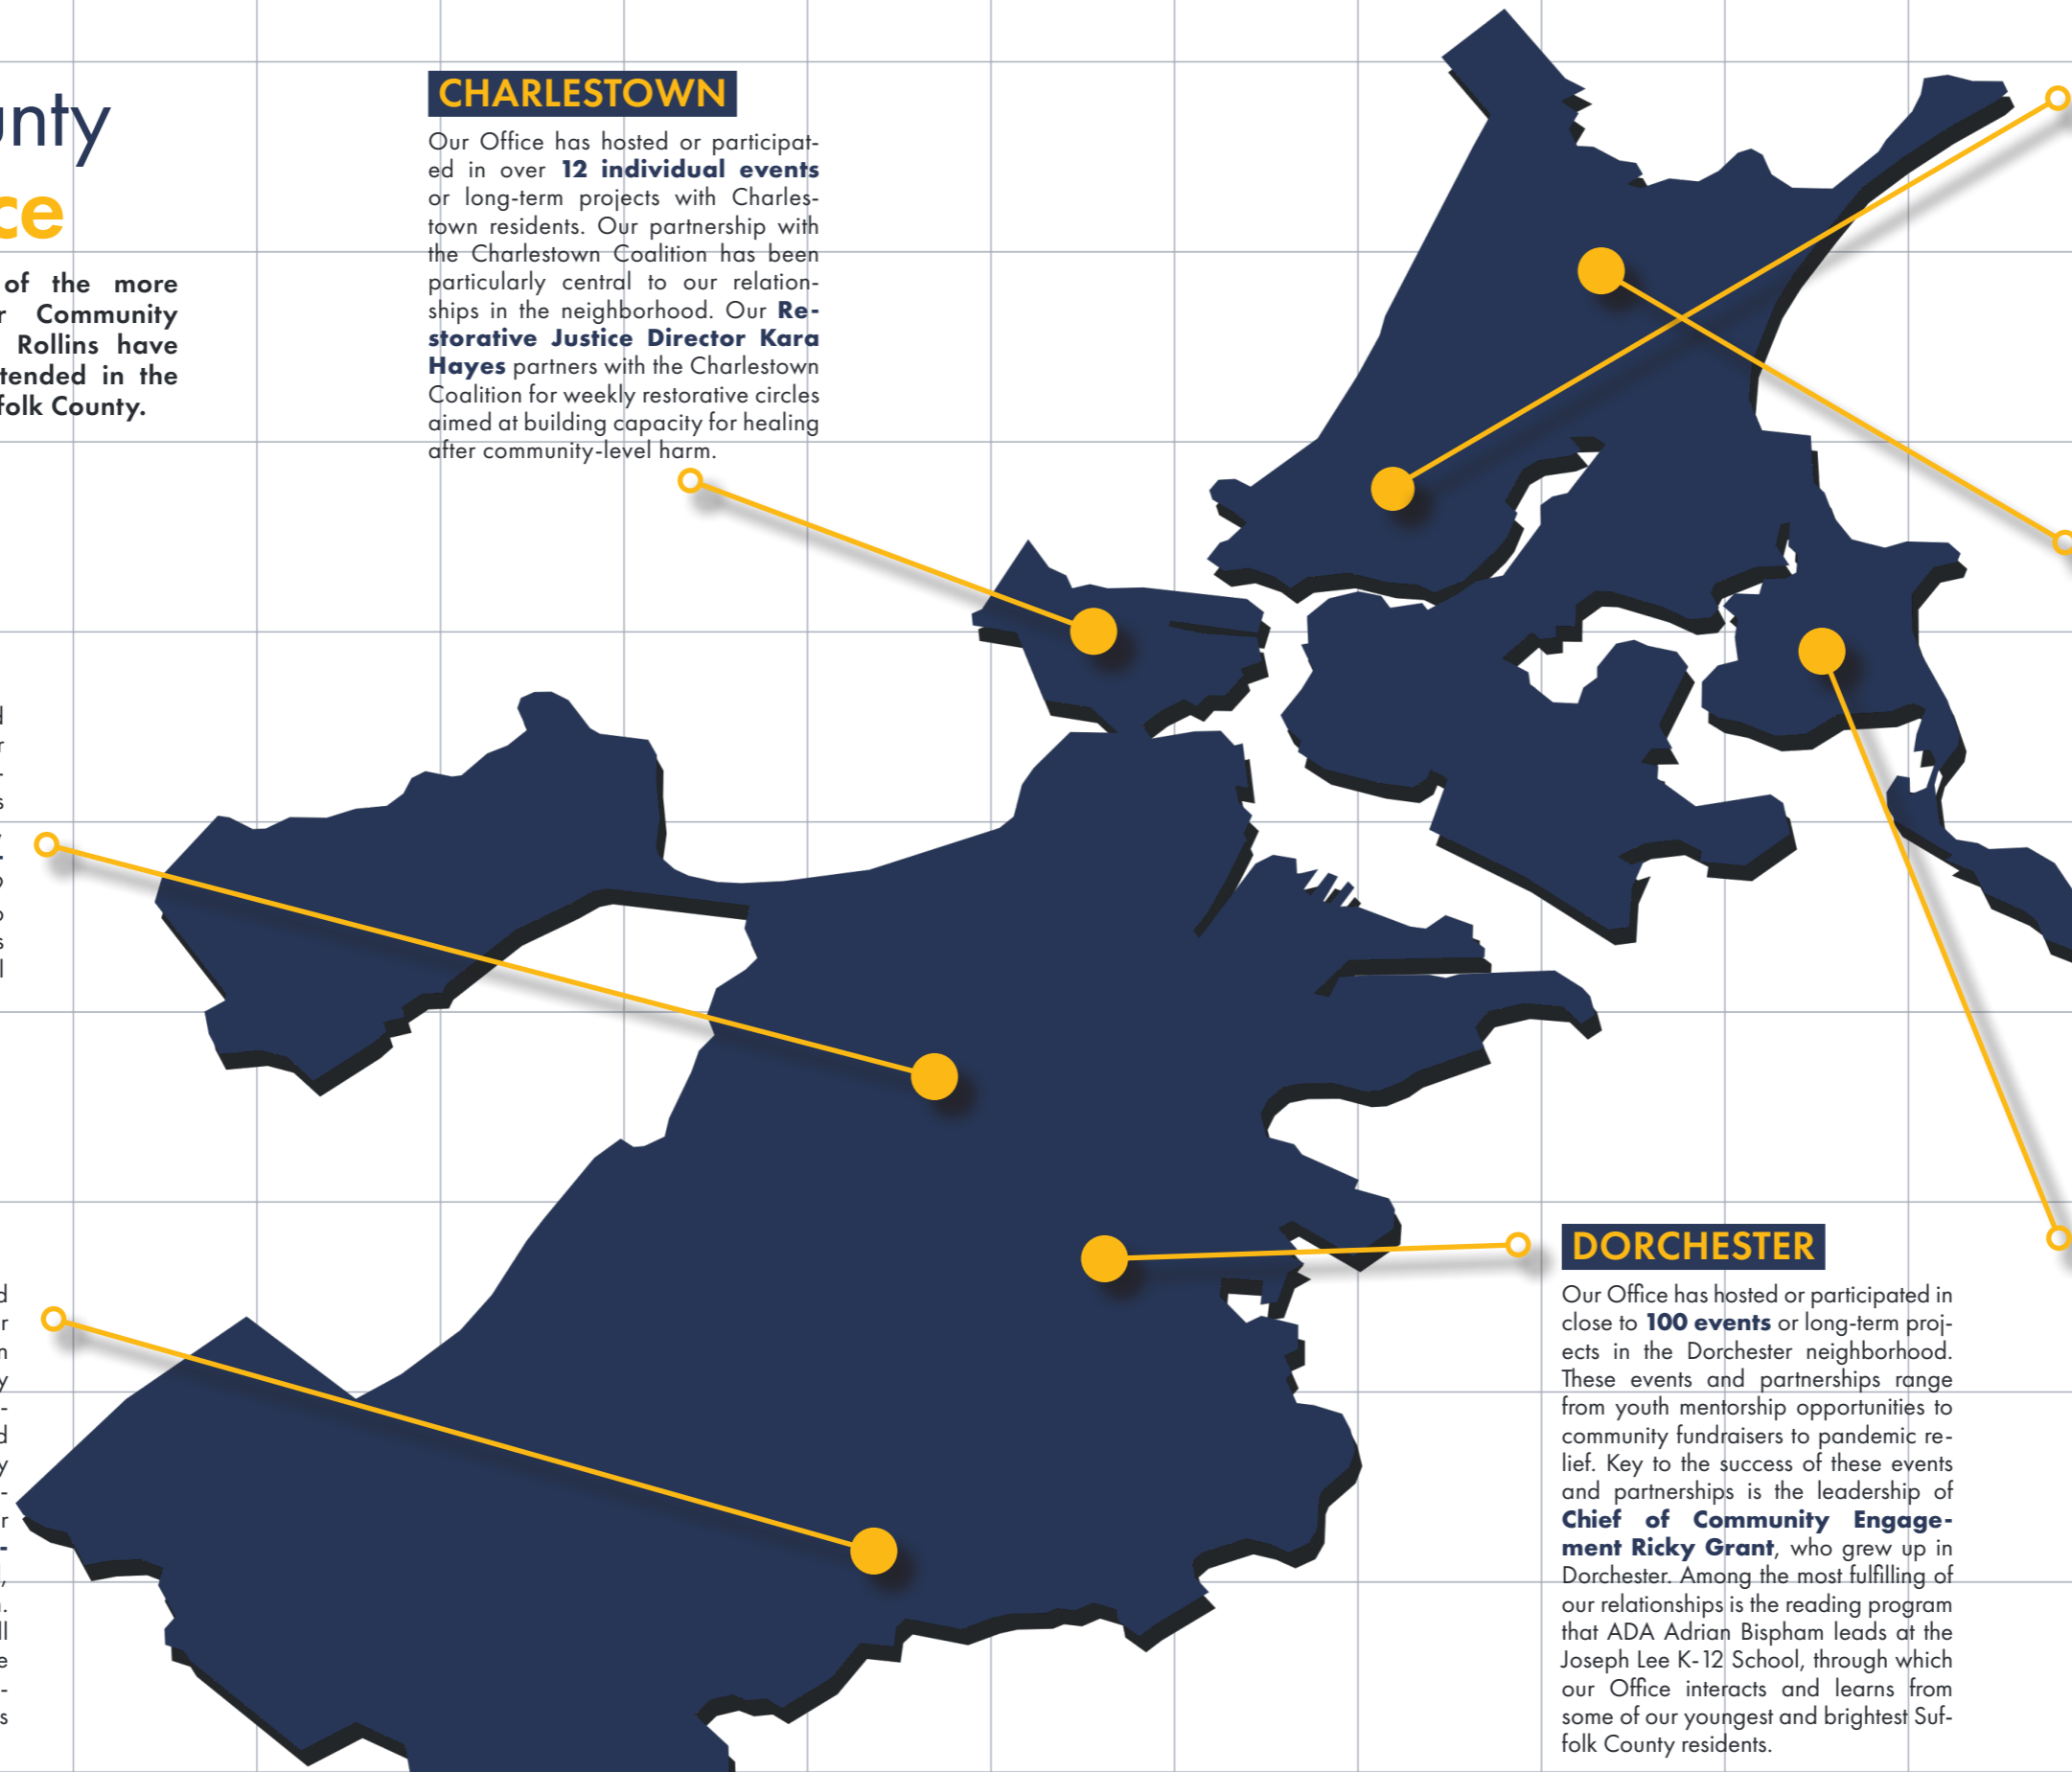 unty
ce
of the more
r Community
Rollins have
tended in the
folk County.
CHARLESTOWN
Our Office has hosted or participat-
ed in over 12 individual events
or long-term projects with Charles-
town residents. Our partnership with
the Charlestown Coalition has been
particularly central to our relation-
ships in the neighborhood. Our Re-
storative Justice Director Kara
Hayes partners with the Charlestown
Coalition for weekly restorative circles
aimed at building capacity for healing
after community-level harm.
DORCHESTER
Our Office has hosted or participated in
close to 100 events or long-term proj-
ects in the Dorchester neighborhood.
These events and partnerships range
from youth mentorship opportunities to
community fundraisers to pandemic re-
lief. Key to the success of these events
and partnerships is the leadership of
Chief of Community Engage-
ment Ricky Grant, who grew up in
Dorchester. Among the most fulfilling of
our relationships is the reading program
that ADA Adrian Bispham leads at the
Joseph Lee K-12 School, through which
our Office interacts and learns from
some of our youngest and brightest Suf-
folk County residents.